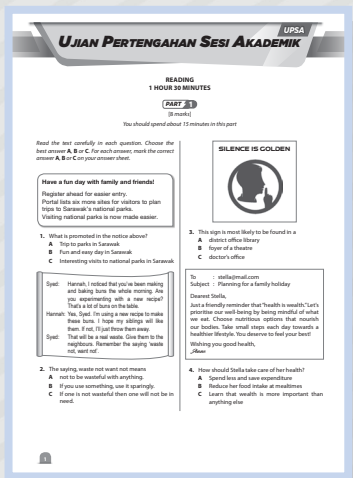 UPSA
UJIAN PERTENGAHAN SESI AKADEMIK
READING
1 HOUR 30 MINUTES
PART 1
[8 marks]
You should spend about 15 minutes in this part
Read the text carefully in each question. Choose the
best answer A, B or C. For each answer, mark the correct
answer A, B or C on your answer sheet.
Have a fun day with family and friends!
Register ahead for easier entry.
Portal lists six more sites for visitors to plan
trips to Sarawak's national parks.
Visiting national parks is now made easier.
1. What is promoted in the notice above?
A Trip to parks in Sarawak
B Fun and easy day in Sarawak
C Interesting visits to national parks in Sarawak
Syed: Hannah, I noticed that you've been making
and baking buns the whole morning. Are
you experimenting with a new recipe?
That's a lot of buns on the table.
Hannah: Yes, Syed. I'm using a new recipe to make
these buns. I hope my siblings will like
them. If not, I'll just throw them away.
Syed: That will be a real waste. Give them to the
neighbours. Remember the saying 'waste
not, want not'.
2. The saying, waste not want not means
A not to be wasteful with anything.
B If you use something, use it sparingly.
C If one is not wasteful then one will not be in
need.
SILENCE IS GOLDEN
3. This sign is most likely to be found in a
A district office library
B foyer of a theatre
C doctor's office
To : stella@mail.com
Subject : Planning for a family holiday
Dearest Stella,
Just a friendly reminder that "health is wealth." Let's
prioritise our well-being by being mindful of what
we eat. Choose nutritious options that nourish
our bodies. Take small steps each day towards a
healthier lifestyle. You deserve to feel your best!
Wishing you good health,
4. How should Stella take care of her health?
A Spend less and save expenditure
B Reduce her food intake at mealtimes
C Learn that wealth is more important than
anything else
1